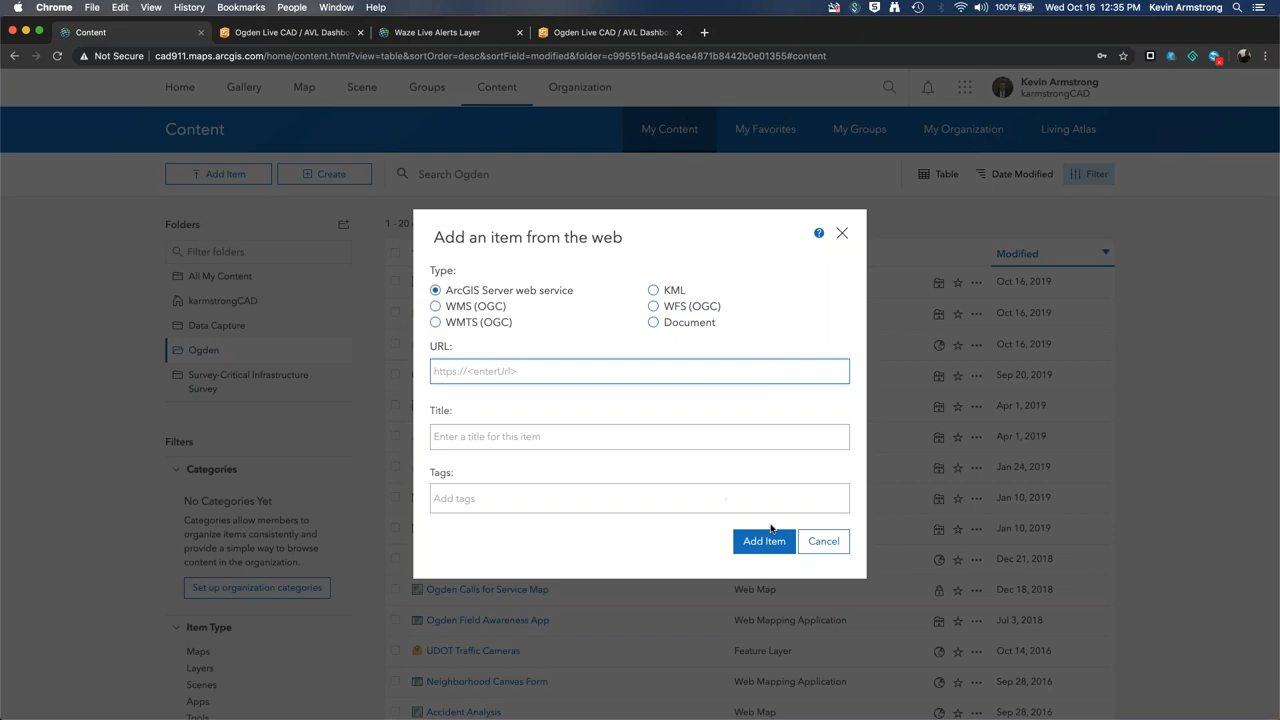 Chrome File Edit View History Bookmarks People Window Help
100% Wed Oct 16 12:35 PM Kevin Armstrong
Content
Ogden Live CAD / AVL Dashbo
Waze Live Alerts Layer
Ogden Live CAD / AVL Dashbo
Not Secure cad911.maps.arcgis.com/home/content.html?view=table&sortOrder=desc&sortField=modified&folder=c995515ed4a84ce4871b8442b0e01355#content
Home Gallery Map Scene Groups Content Organization
Kevin Armstrong
karmstrongCAD
Content
My Content My Favorites My Groups My Organization Living Atlas
Add Item Create Search Ogden Table Date Modified Filter
Folders
Filter folders
All My Content
karmstrongCAD
Data Capture
Ogden
Survey-Critical Infrastructure
Survey
Filters
Categories
No Categories Yet
Categories allow members to
organize items consistently and
provide a simple way to browse
content in the organization.
Set up organization categories
Item Type
Maps
Layers
Scenes
Apps
Tools
1 - 20
Modified
Oct 16, 2019
Oct 16, 2019
Oct 16, 2019
Sep 20, 2019
Apr 1, 2019
Apr 1, 2019
Jan 24, 2019
Jan 10, 2019
Jan 10, 2019
Dec 21, 2018
Ogden Calls for Service Map Web Map Dec 18, 2018
Ogden Field Awareness App Web Mapping Application Jul 3, 2018
UDOT Traffic Cameras Feature Layer Oct 14, 2016
Neighborhood Canvas Form Web Mapping Application Sep 28, 2016
Accident Analysis Web Map Sep 28, 2016
Add an item from the web
Type:
ArcGIS Server web service KML
WMS (OGC) WFS (OGC)
WMTS (OGC) Document
URL:
https://<enterUrl>
Title:
Enter a title for this item
Tags:
Add tags
Add Item Cancel